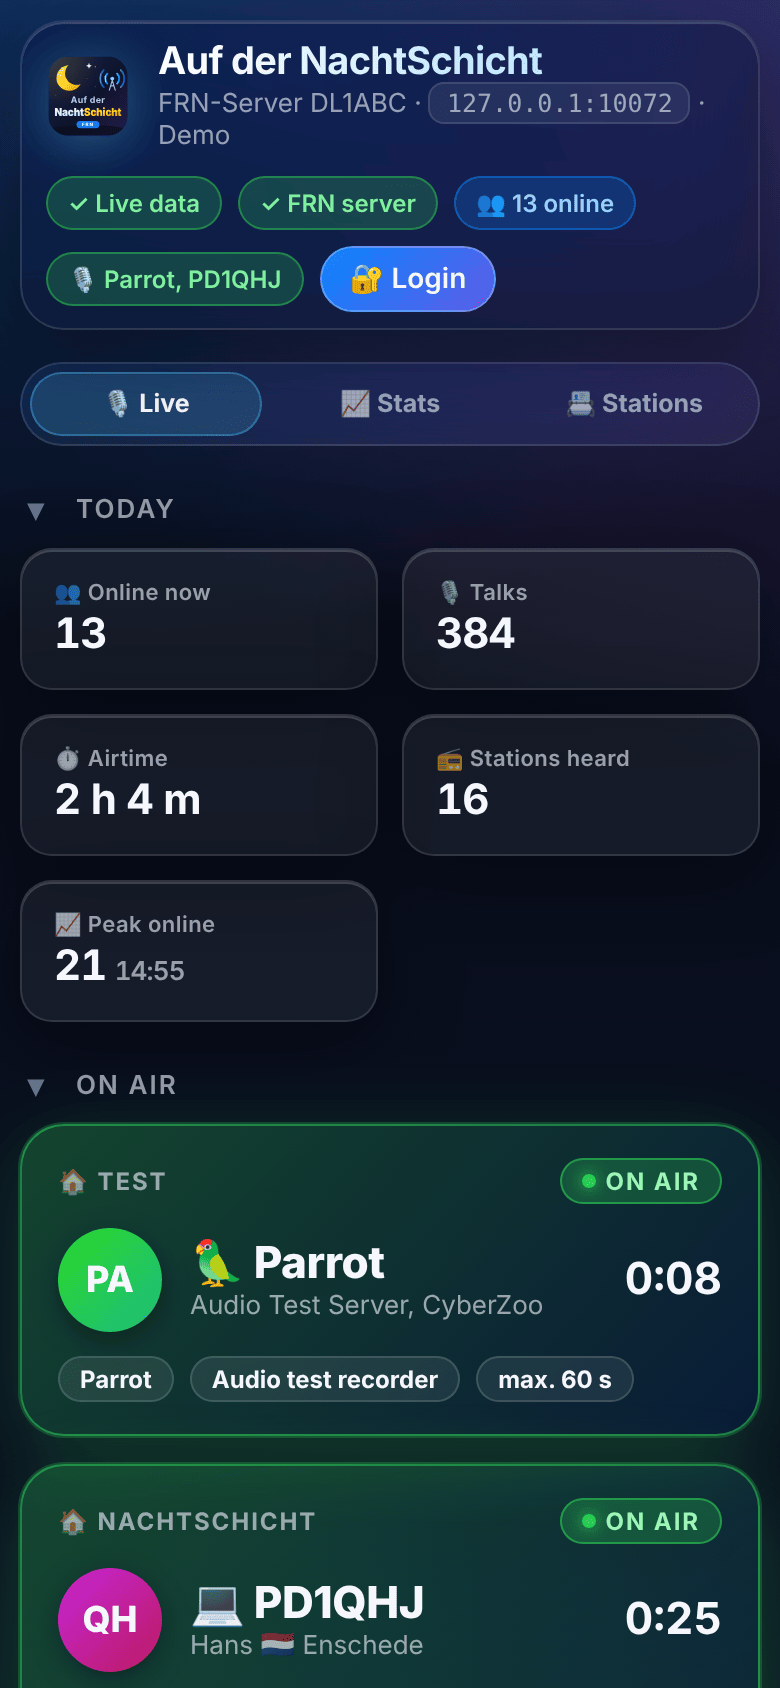 Auf der
NachtSchicht
FRN
Auf der NachtSchicht
FRN-Server DL1ABC · 127.0.0.1:10072 ·
Demo
✓ Live data
✓ FRN server
👥 13 online
🎙️ Parrot, PD1QHJ
🔐 Login
🎙️ Live
📈 Stats
📇 Stations
▼ TODAY
👥 Online now
13
🎙️ Talks
384
⏱️ Airtime
2 h 4 m
📻 Stations heard
16
📈 Peak online
21 14:55
▼ ON AIR
🏠 TEST
ON AIR
PA
🦜 Parrot
Audio Test Server, CyberZoo
0:08
Parrot
Audio test recorder
max. 60 s
🏠 NACHTSCHICHT
ON AIR
QH
💻 PD1QHJ
Hans 🇳🇱 Enschede
0:25